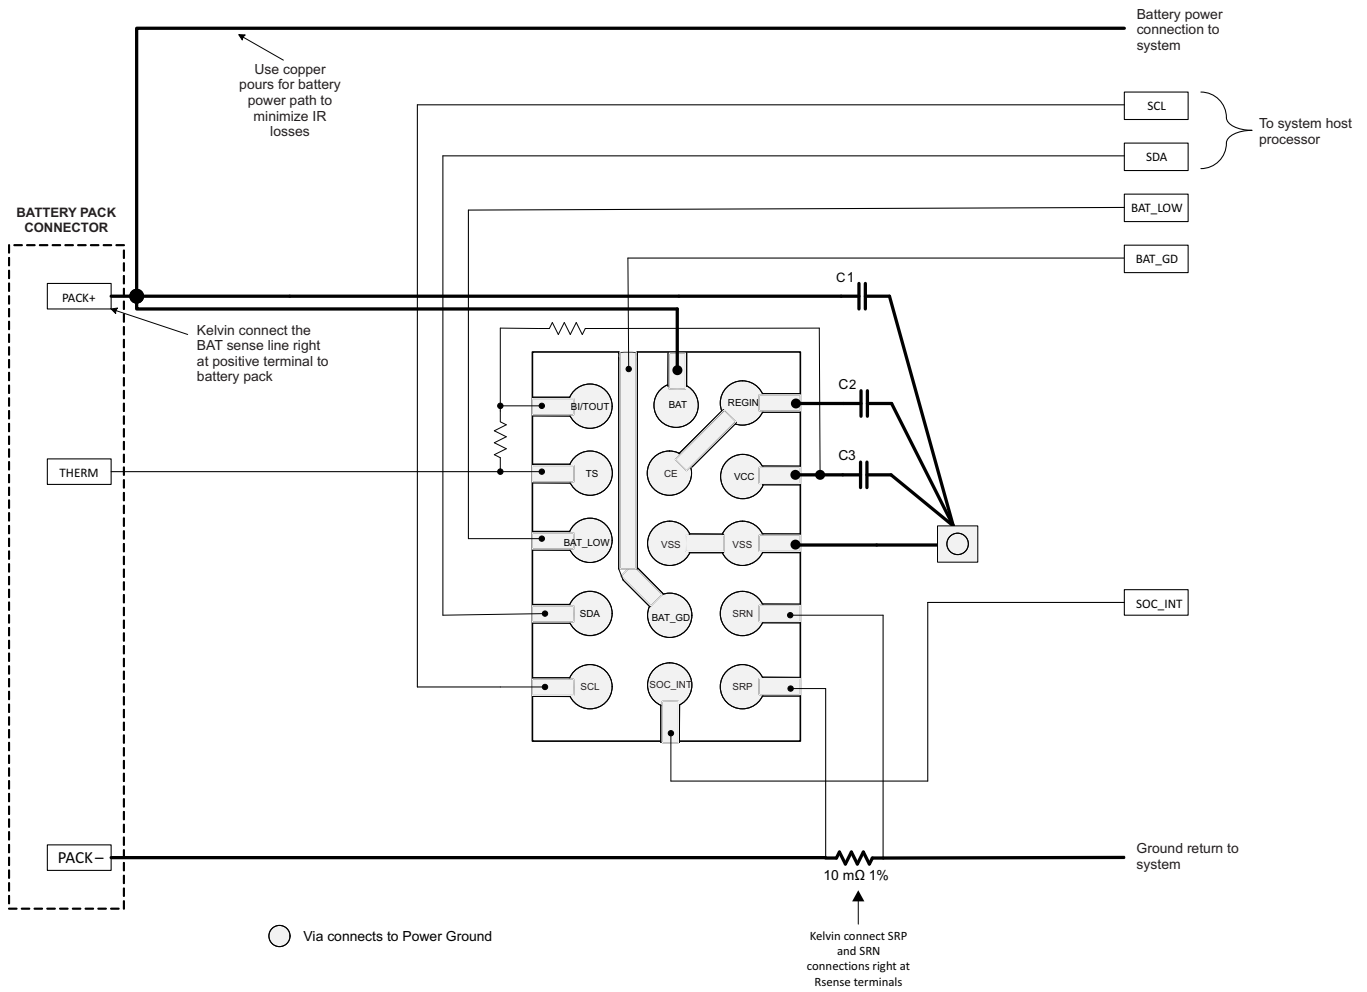 Battery power
connection to
system
Use copper
pours for battery
power path to
minimize IR
losses
SCL
To system host
processor
SDA
BAT_LOW
BATTERY PACK
CONNECTOR
BAT_GD
C1
PACK+
Kelvin connect the
BAT sense line right
at positive terminal to
battery pack
C2
BI/TOUT
BAT
REGIN
C3
THERM
TS
CE
VCC
BAT_LOW
VSS
VSS
SDA
BAT_GD
SRN
SOC_INT
SCL
SOC_INT
SRP
PACK−
Ground return to
system
10 mΩ 1%
Via connects to Power Ground
Kelvin connect SRP
and SRN
connections right at
Rsense terminals